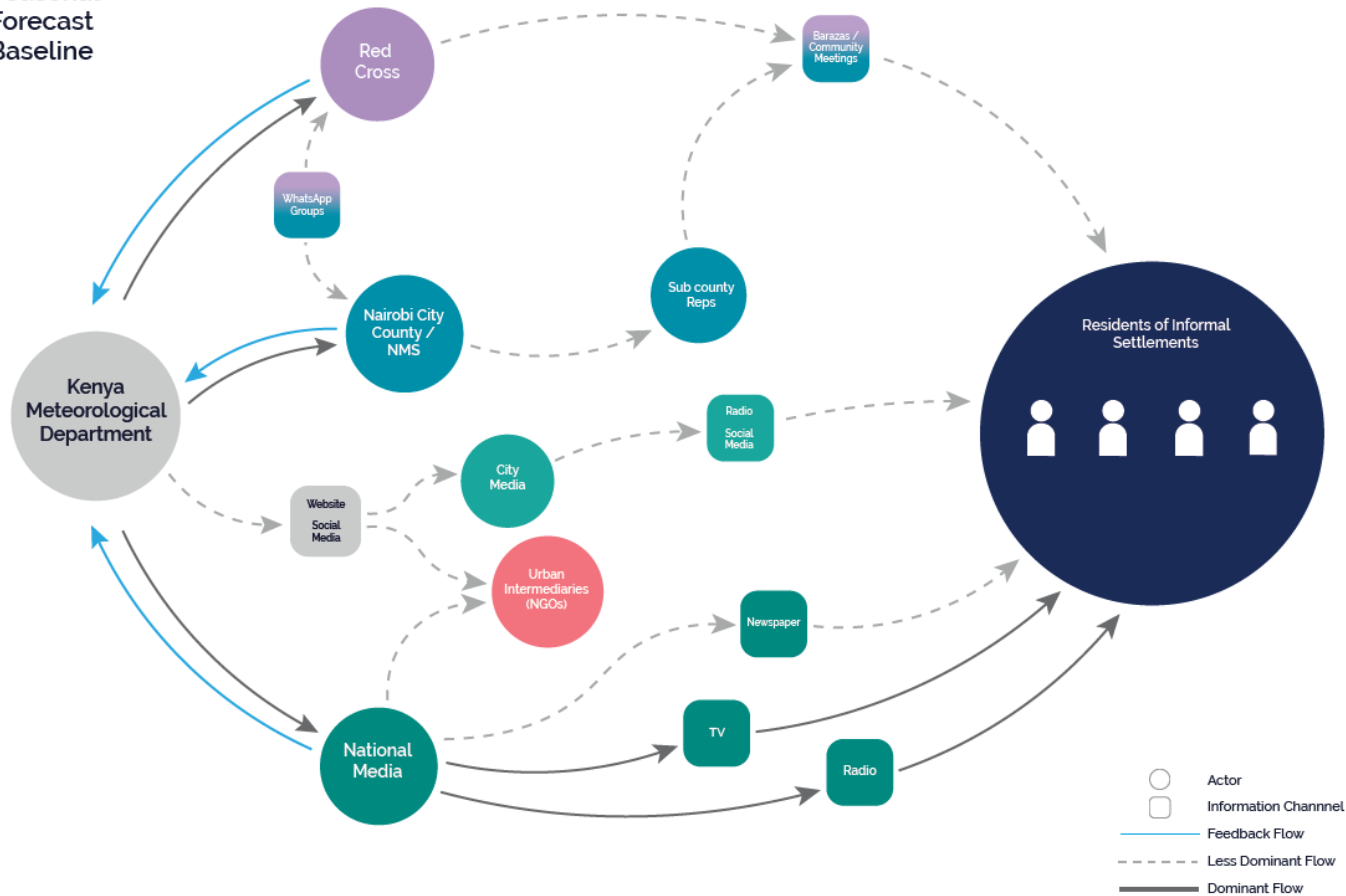 Forecast
Baseline
Red
Cross
Barazas /
Community
Meetings
WhatsApp
Groups
Nairobi City
County /
NMS
Sub county
Reps
Residents of Informal
Settlements
Kenya
Meteorological
Department
Radio
Social
Media
City
Media
Website
Social
Media
Urban
Intermediaries
(NGOs)
Newspaper
TV
National
Media
Radio
Actor
Information Channnel
Feedback Flow
Less Dominant Flow
Dominant Flow